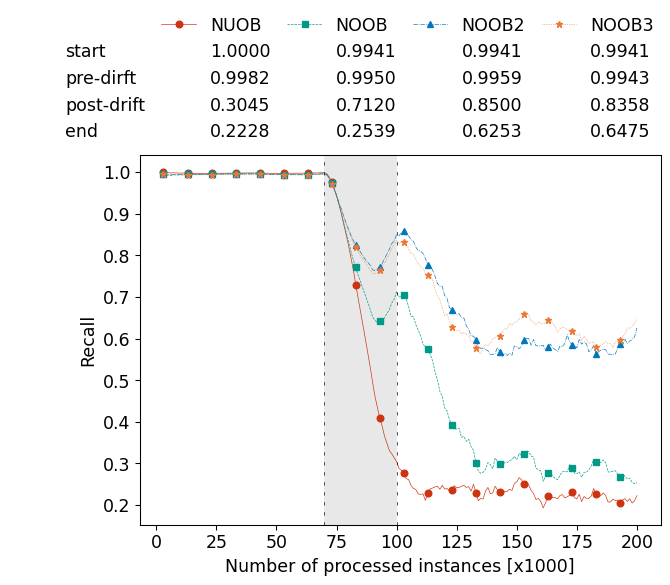 NUOB NOOB NOOB2 NOOB3
start 1.0000 0.9941 0.9941 0.9941
pre-dirft 0.9982 0.9950 0.9959 0.9943
post-drift 0.3045 0.7120 0.8500 0.8358
end 0.2228 0.2539 0.6253 0.6475
1.0
0.9
0.8
0.7
0.6
0.5
0.4
0.3
0.2
Recall
0 25 50 75 100 125 150 175 200
Number of processed instances [x1000]